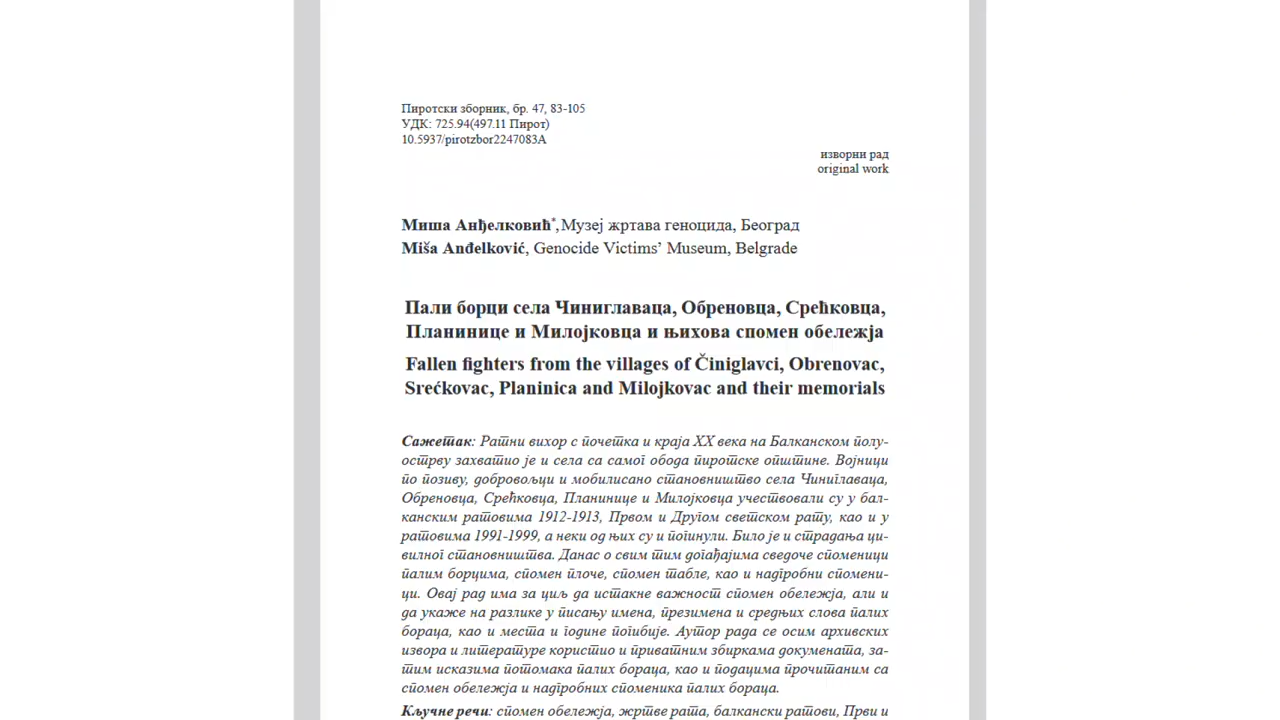 Пиротски зборник, бр. 47, 83-105
УДК: 725.94(497.11 Пирот)
10.5937/pirotzbor2247083A
изворни рад
original work
Миша Анђелковић*, Музеј жртава геноцида, Београд
Miša Anđelković, Genocide Victims’ Museum, Belgrade
Пали борци села Чиниглаваца, Обреновца, Срећковца,
Планинице и Милојковца и њихова спомен обележја
Fallen fighters from the villages of Činiglavci, Obrenovac,
Srećkovac, Planinica and Milojkovac and their memorials
Сажетак: Ратни вихор с почетка и краја XX века на Балканском полу-
острву захватио је и села са самог обода пиротске општине. Војници
по позиву, добровољци и мобилисано становништво села Чиниглаваца,
Обреновца, Срећковца, Планинице и Милојковца учествовали су у бал-
канским ратовима 1912-1913, Првом и Другом светском рату, као и у
ратовима 1991-1999, а неки од њих су и погинули. Било је и страдања ци-
вилног становништва. Данас о свим тим догађајима сведоче споменици
палим борцима, спомен плоче, спомен табле, као и надгробни спомени-
ци. Овај рад има за циљ да истакне важност спомен обележја, али и
да укаже на разлике у писању имена, презимена и средњих слова палих
бораца, као и места и године погибије. Аутор рада се осим архивских
извора и литературе користио и приватним збиркама докумената, за-
тим исказима потомака палих бораца, као и подацима прочитаним са
спомен обележја и надгробних споменика палих бораца.
Кључне речи: спомен обележја, жртве рата, балкански ратови, Први и